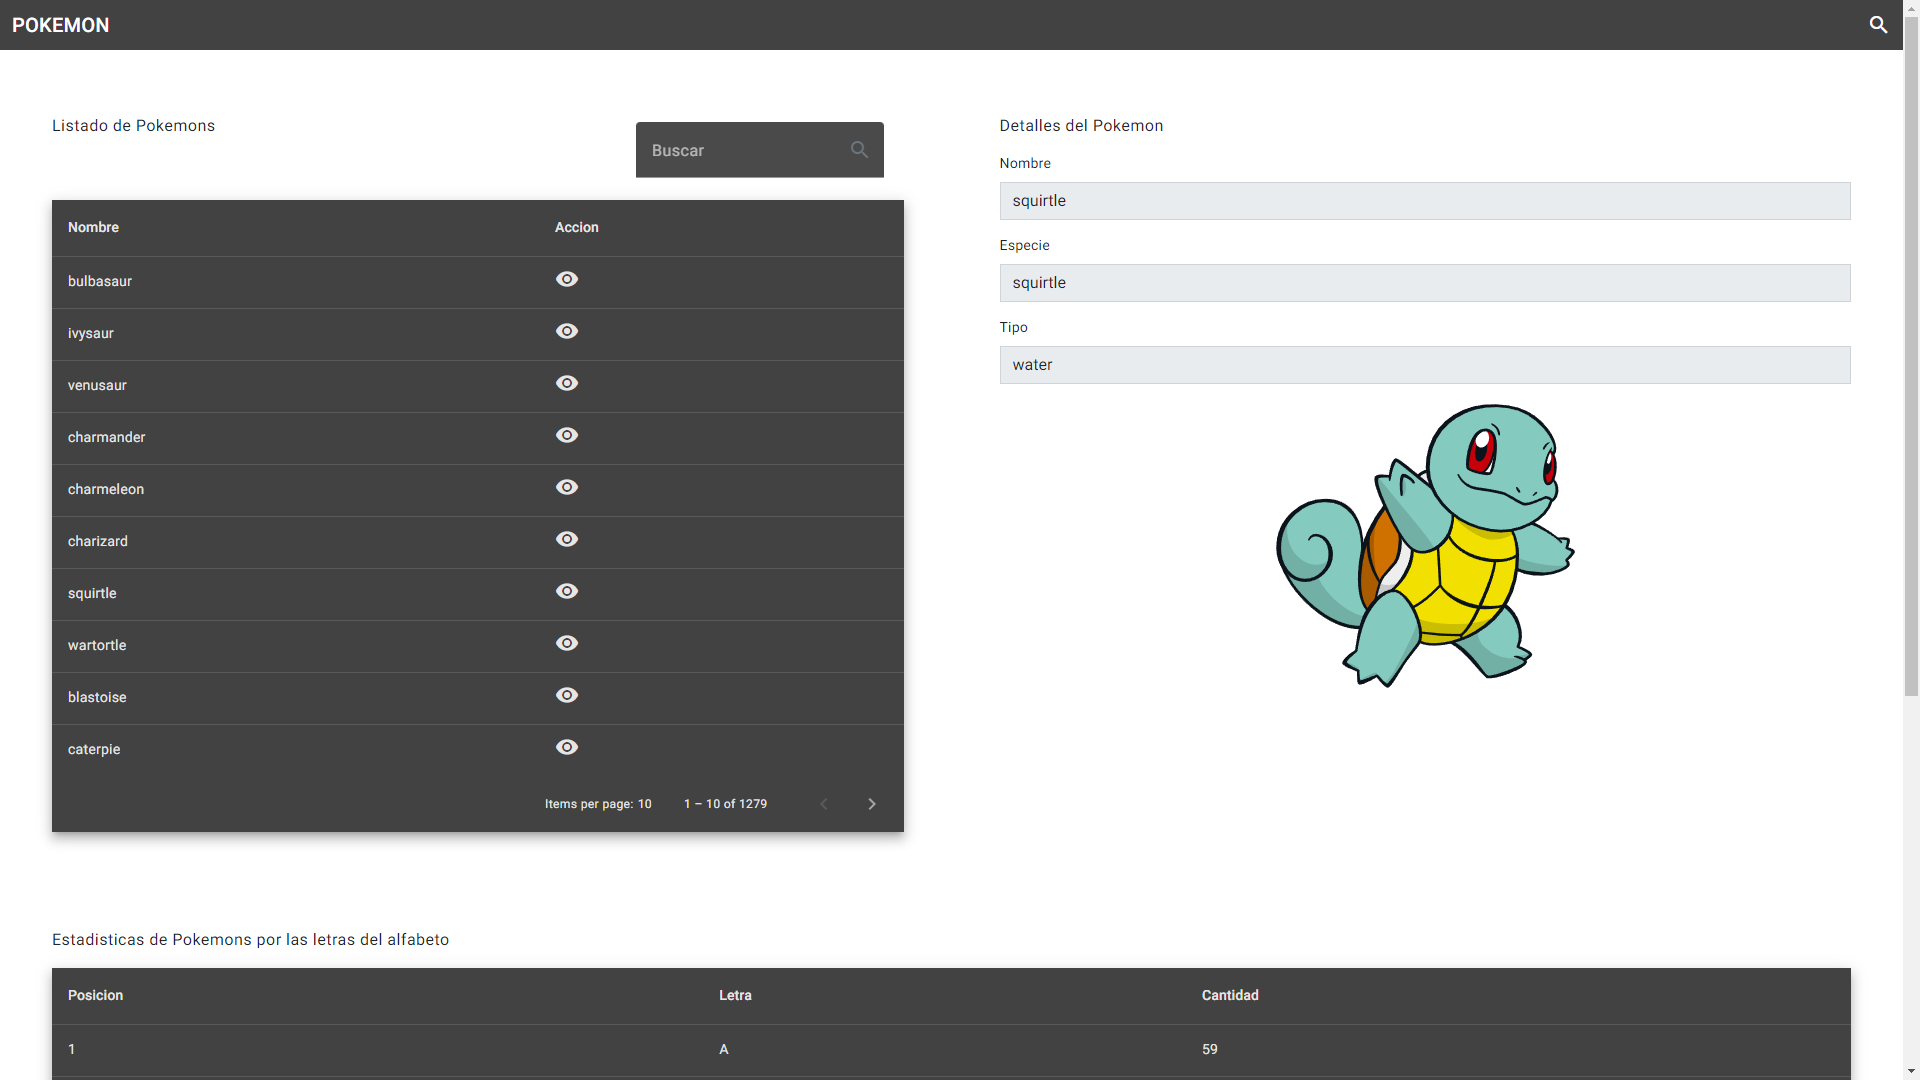 POKEMON
Listado de Pokemons
Buscar
Nombre Accion
bulbasaur
ivysaur
venusaur
charmander
charmeleon
charizard
squirtle
wartortle
blastoise
caterpie
Items per page: 10 1 – 10 of 1279
Detalles del Pokemon
Nombre
squirtle
Especie
squirtle
Tipo
water
Estadisticas de Pokemons por las letras del alfabeto
Posicion Letra Cantidad
1 A 59